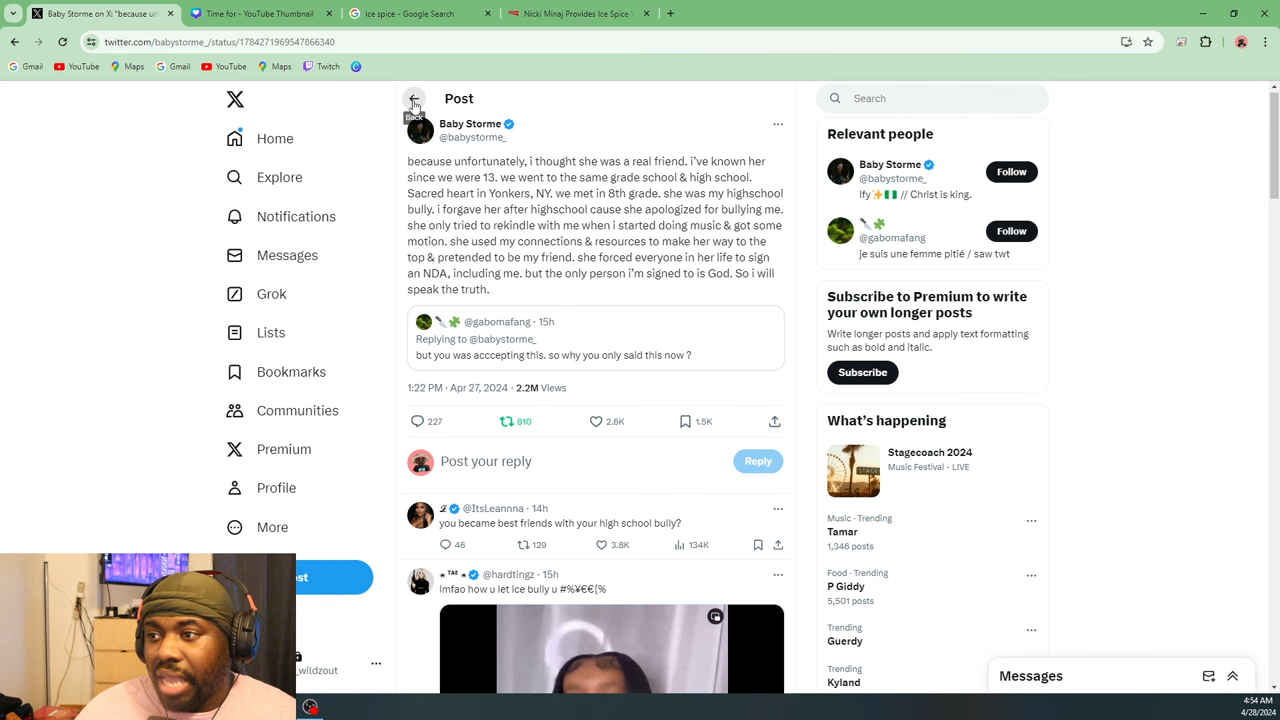 Baby Storme on X: "because un
Time for - YouTube Thumbnail
ice spice - Google Search
Nicki Minaj Provides Ice Spice V
twitter.com/babystorme_/status/1784271969547866340
Gmail
YouTube
Maps
Gmail
YouTube
Maps
Twitch
Home
Explore
Notifications
Messages
Grok
Lists
Bookmarks
Communities
Premium
Profile
More
ost
_wildzout
Post
Back
Baby Storme
@babystorme_
because unfortunately, i thought she was a real friend. i've known her
since we were 13. we went to the same grade school & high school.
Sacred heart in Yonkers, NY. we met in 8th grade. she was my highschool
bully. i forgave her after highschool cause she apologized for bullying me.
she only tried to rekindle with me when i started doing music & got some
motion. she used my connections & resources to make her way to the
top & pretended to be my friend. she forced everyone in her life to sign
an NDA, including me. but the only person i'm signed to is God. So i will
speak the truth.
@gabomafang · 15h
Replying to @babystorme_
but you was acccepting this. so why you only said this now ?
1:22 PM · Apr 27, 2024 · 2.2M Views
227
810
2.6K
1.5K
Post your reply
Reply
ℒ @ItsLeannna · 14h
you became best friends with your high school bully?
46
129
3.8K
134K
⋆ ᵀᴬᴱ ⋆ @hardtingz · 15h
lmfao how u let ice bully u #%¥€€[%
Search
Relevant people
Baby Storme
@babystorme_
Follow
Ify✨🇳🇬 // Christ is king.
@gabomafang
Follow
je suis une femme pitié / saw twt
Subscribe to Premium to write
your own longer posts
Write longer posts and apply text formatting
such as bold and italic.
Subscribe
What's happening
Stagecoach 2024
Music Festival · LIVE
Music · Trending
Tamar
1,346 posts
Food · Trending
P Giddy
5,501 posts
Trending
Guerdy
Trending
Kyland
Messages
4:54 AM
4/28/2024